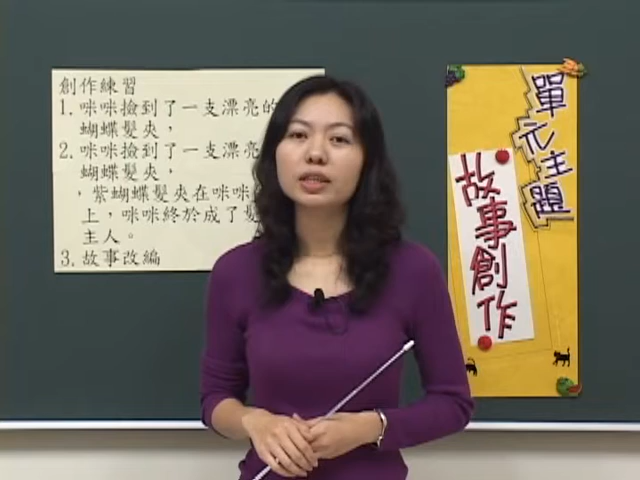 創作練習
1. 咪咪撿到了一支漂亮的
蝴蝶髮夾，
2. 咪咪撿到了一支漂亮
蝴蝶髮夾，
，紫蝴蝶髮夾在咪咪
上，咪咪終於成了髮
主人。
3. 故事改編
單元主題
故事創作